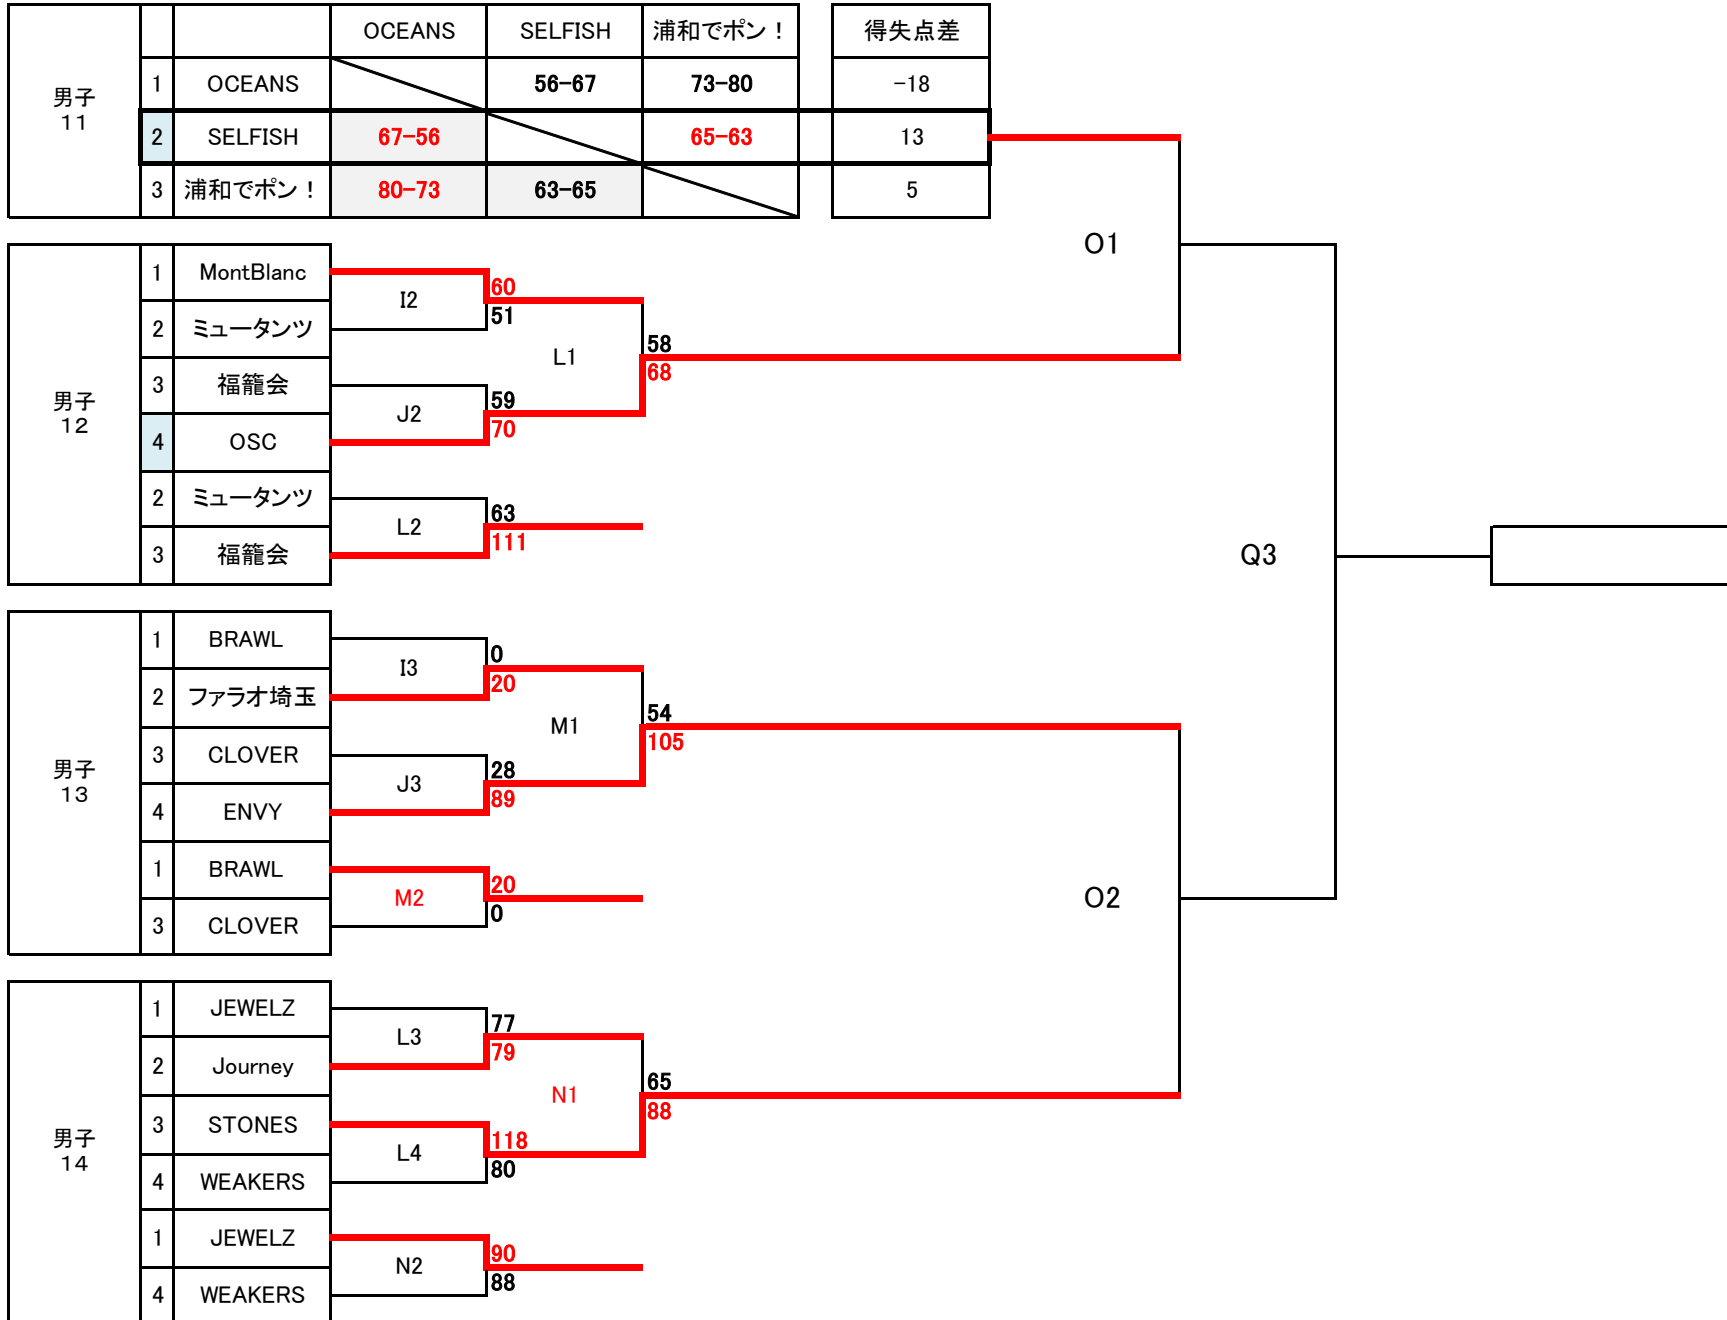 OCEANS SELFISH 浦和でポン！ 得失点差
男子
11
1 OCEANS 56-67 73-80 -18
2 SELFISH 67-56 65-63 13
3 浦和でポン！ 80-73 63-65 5
O1
男子
12
1 MontBlanc
I2
60
51
2 ミュータンツ
L1
58
68
3 福籠会
J2
59
70
4 OSC
2 ミュータンツ
L2
63
111
3 福籠会
Q3
男子
13
1 BRAWL
I3
0
20
2 ファラオ埼玉
M1
54
105
3 CLOVER
J3
28
89
4 ENVY
1 BRAWL
M2
20
0
3 CLOVER
O2
男子
14
1 JEWELZ
L3
77
79
2 Journey
N1
65
88
3 STONES
L4
118
80
4 WEAKERS
1 JEWELZ
N2
90
88
4 WEAKERS